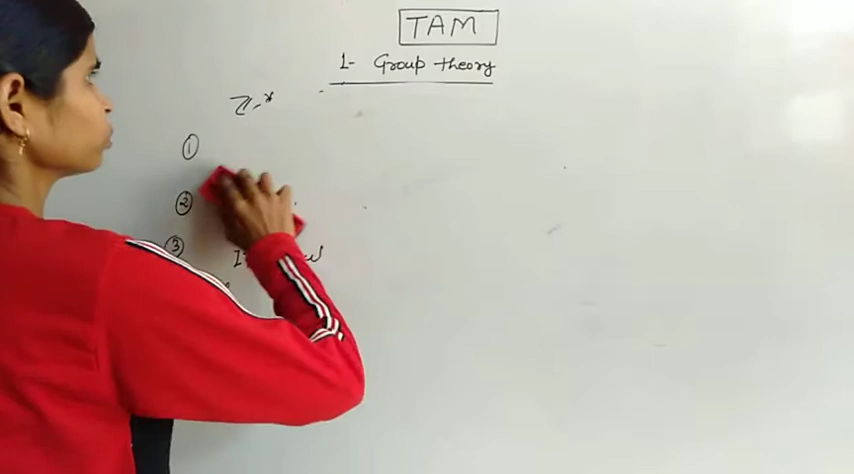 TAM
1- Group theory
Z, *
①
②
③